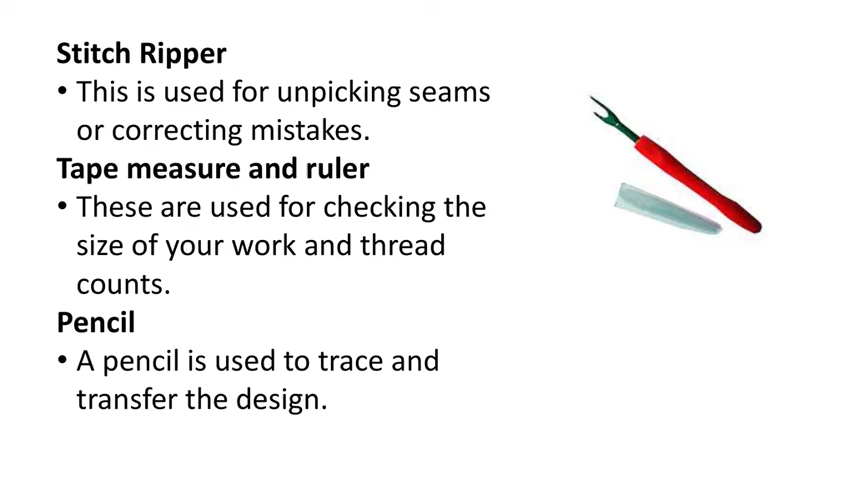 Stitch Ripper
• This is used for unpicking seams
or correcting mistakes.
Tape measure and ruler
• These are used for checking the
size of your work and thread
counts.
Pencil
• A pencil is used to trace and
transfer the design.